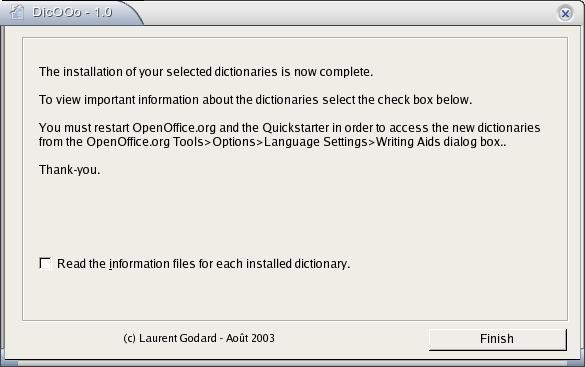 DicOOo - 1.0
The installation of your selected dictionaries is now complete.
To view important information about the dictionaries select the check box below.
You must restart OpenOffice.org and the Quickstarter in order to access the new dictionaries
from the OpenOffice.org Tools>Options>Language Settings>Writing Aids dialog box..
Thank-you.
Read the information files for each installed dictionary.
(c) Laurent Godard - Août 2003
Finish